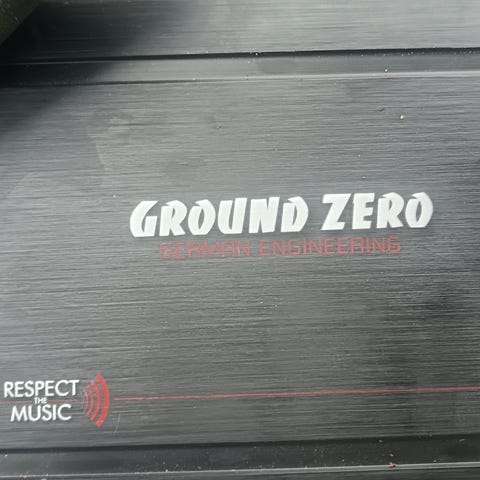 GROUND ZERO
GERMAN ENGINEERING
RESPECT
THE
MUSIC